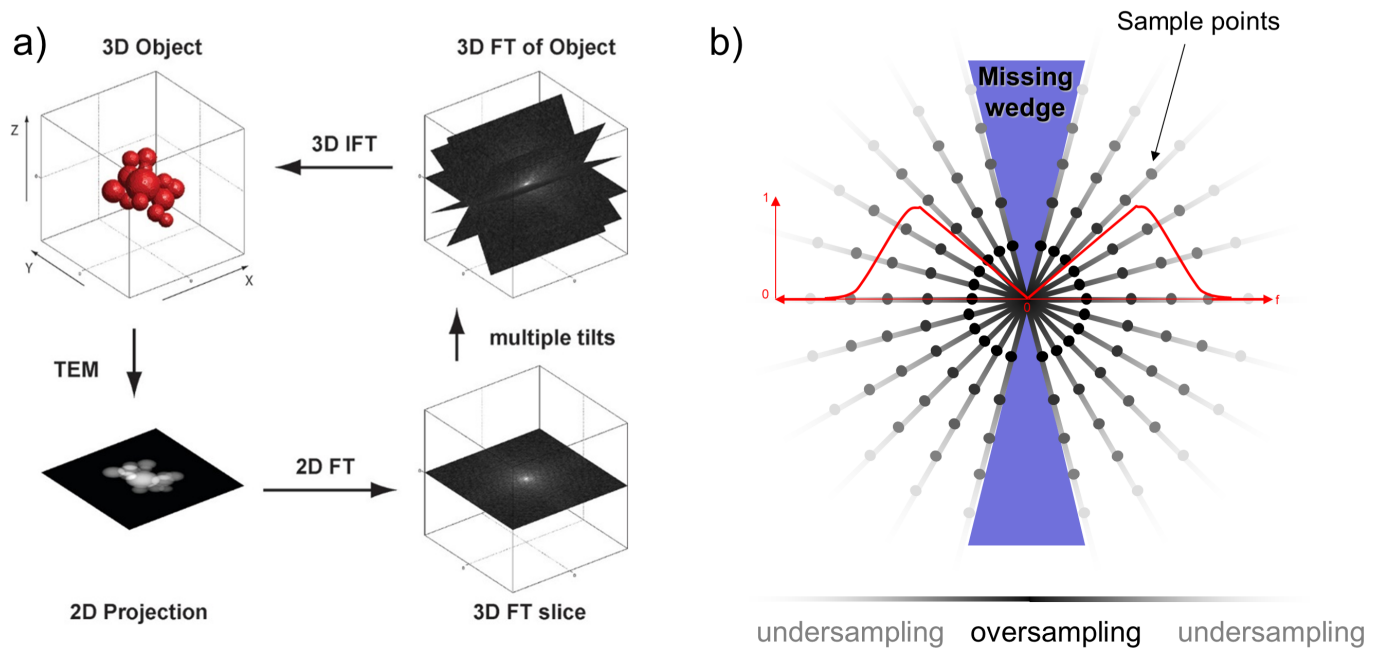 a)
3D Object
3D FT of Object
Z
Y
X
3D IFT
TEM
multiple tilts
2D FT
2D Projection
3D FT slice
b)
Sample points
Missing
wedge
1
0
0
f
undersampling
oversampling
undersampling